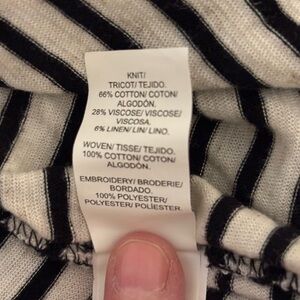 KNIT/
TRICOT/ TEJIDO.
66% COTTON/ COTON/
ALGODÓN.
28% VISCOSE/ VISCOSE/
VISCOSA.
6% LINEN/ LIN/ LINO.
WOVEN/ TISSE/ TEJIDO.
100% COTTON/ COTON/
ALGODÓN.
EMBROIDERY/ BRODERIE/
BORDADO.
100% POLYESTER/
POLYESTER/ POLIÉSTER.